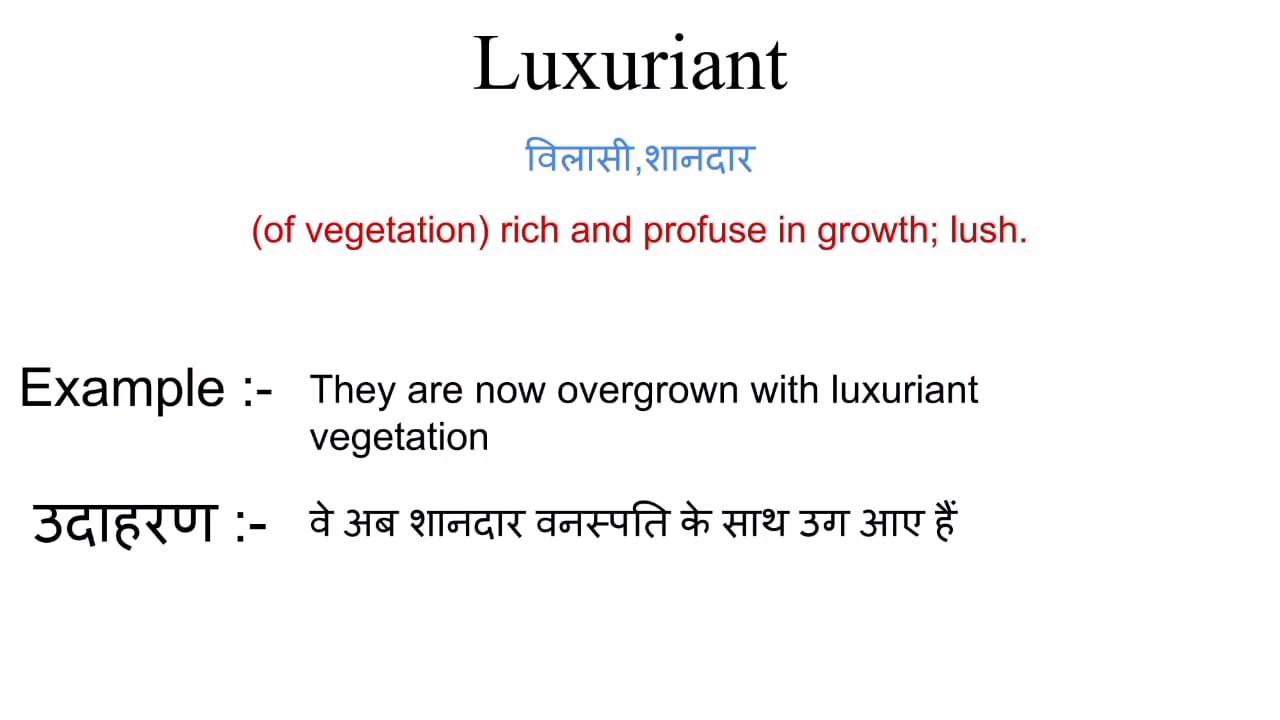 Luxuriant
विलासी,शानदार
(of vegetation) rich and profuse in growth; lush.
Example :- They are now overgrown with luxuriant
vegetation
उदाहरण :- वे अब शानदार वनस्पति के साथ उग आए हैं